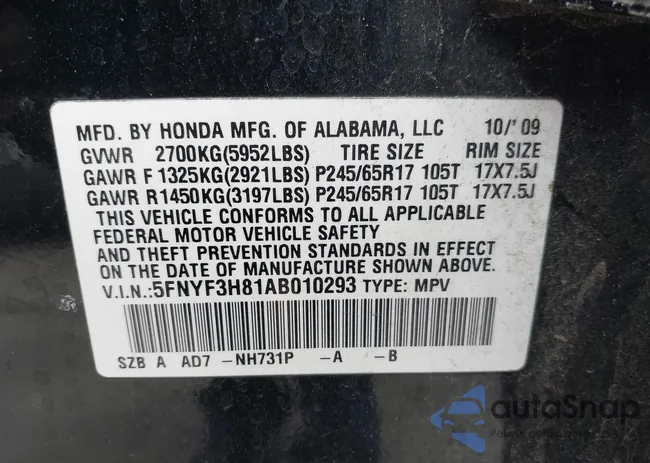 MFD. BY HONDA MFG. OF ALABAMA, LLC 10/'09
GVWR 2700KG(5952LBS) TIRE SIZE RIM SIZE
GAWR F 1325KG(2921LBS) P245/65R17 105T 17X7.5J
GAWR R1450KG(3197LBS) P245/65R17 105T 17X7.5J
THIS VEHICLE CONFORMS TO ALL APPLICABLE
FEDERAL MOTOR VEHICLE SAFETY
AND THEFT PREVENTION STANDARDS IN EFFECT
ON THE DATE OF MANUFACTURE SHOWN ABOVE.
V.I.N.:5FNYF3H81AB010293 TYPE: MPV
SZB A AD7 -NH731P -A -B
autoSnap